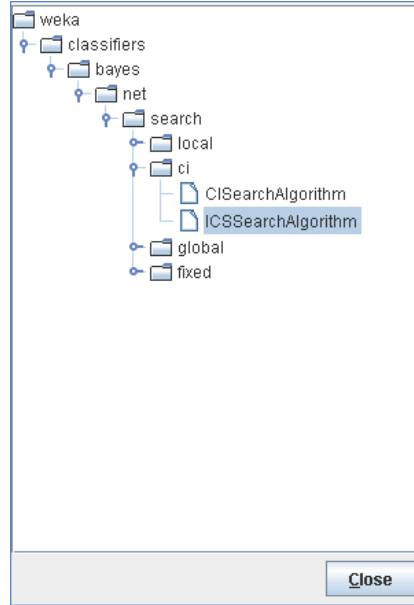 weka
classifiers
bayes
net
search
local
ci
CISearchAlgorithm
ICSSearchAlgorithm
global
fixed
Close